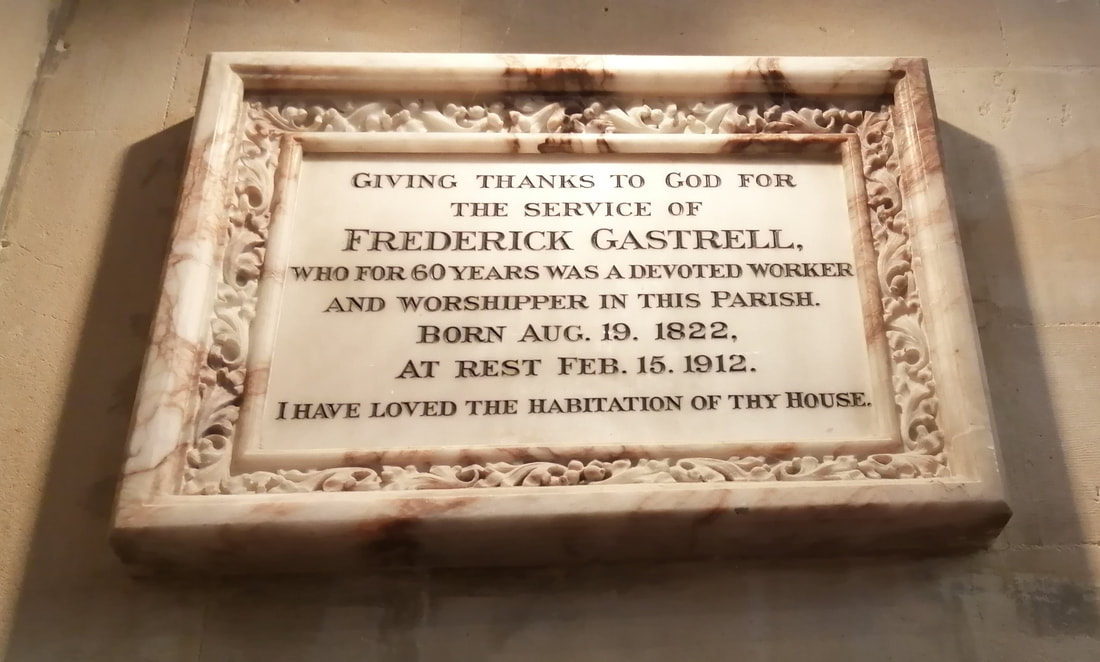 Giving thanks to God for
the service of
Frederick Gastrell,
who for 60 years was a devoted worker
and worshipper in this Parish.
Born Aug. 19. 1822,
at rest Feb. 15. 1912.
I have loved the habitation of thy House.